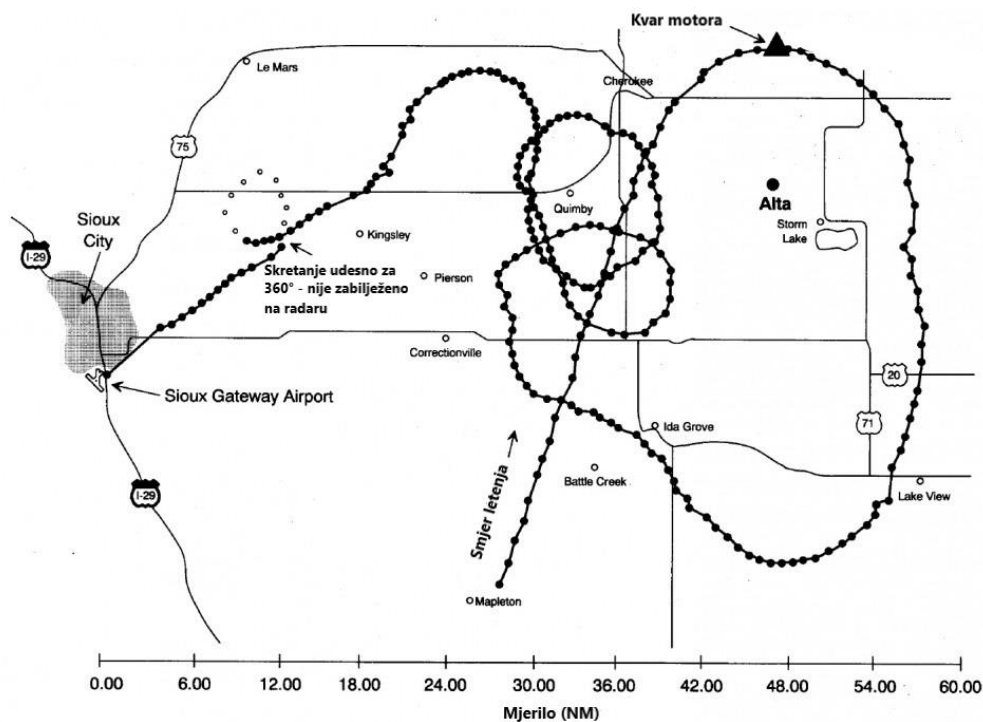 Kvar motora
Le Mars
Cherokee
75
Sioux
City
Quimby
Alta
Storm
Lake
Kingsley
I-29
Skretanje udesno za
360° - nije zabilježeno
na radaru
Pierson
Correctionville
Sioux Gateway Airport
20
71
Ida Grove
Smjer letenja
Battle Creek
I-29
Lake View
Mapleton
0.00 6.00 12.00 24.00 30.00 36.00 42.00 48.00 54.00 60.00
Mjerilo (NM)